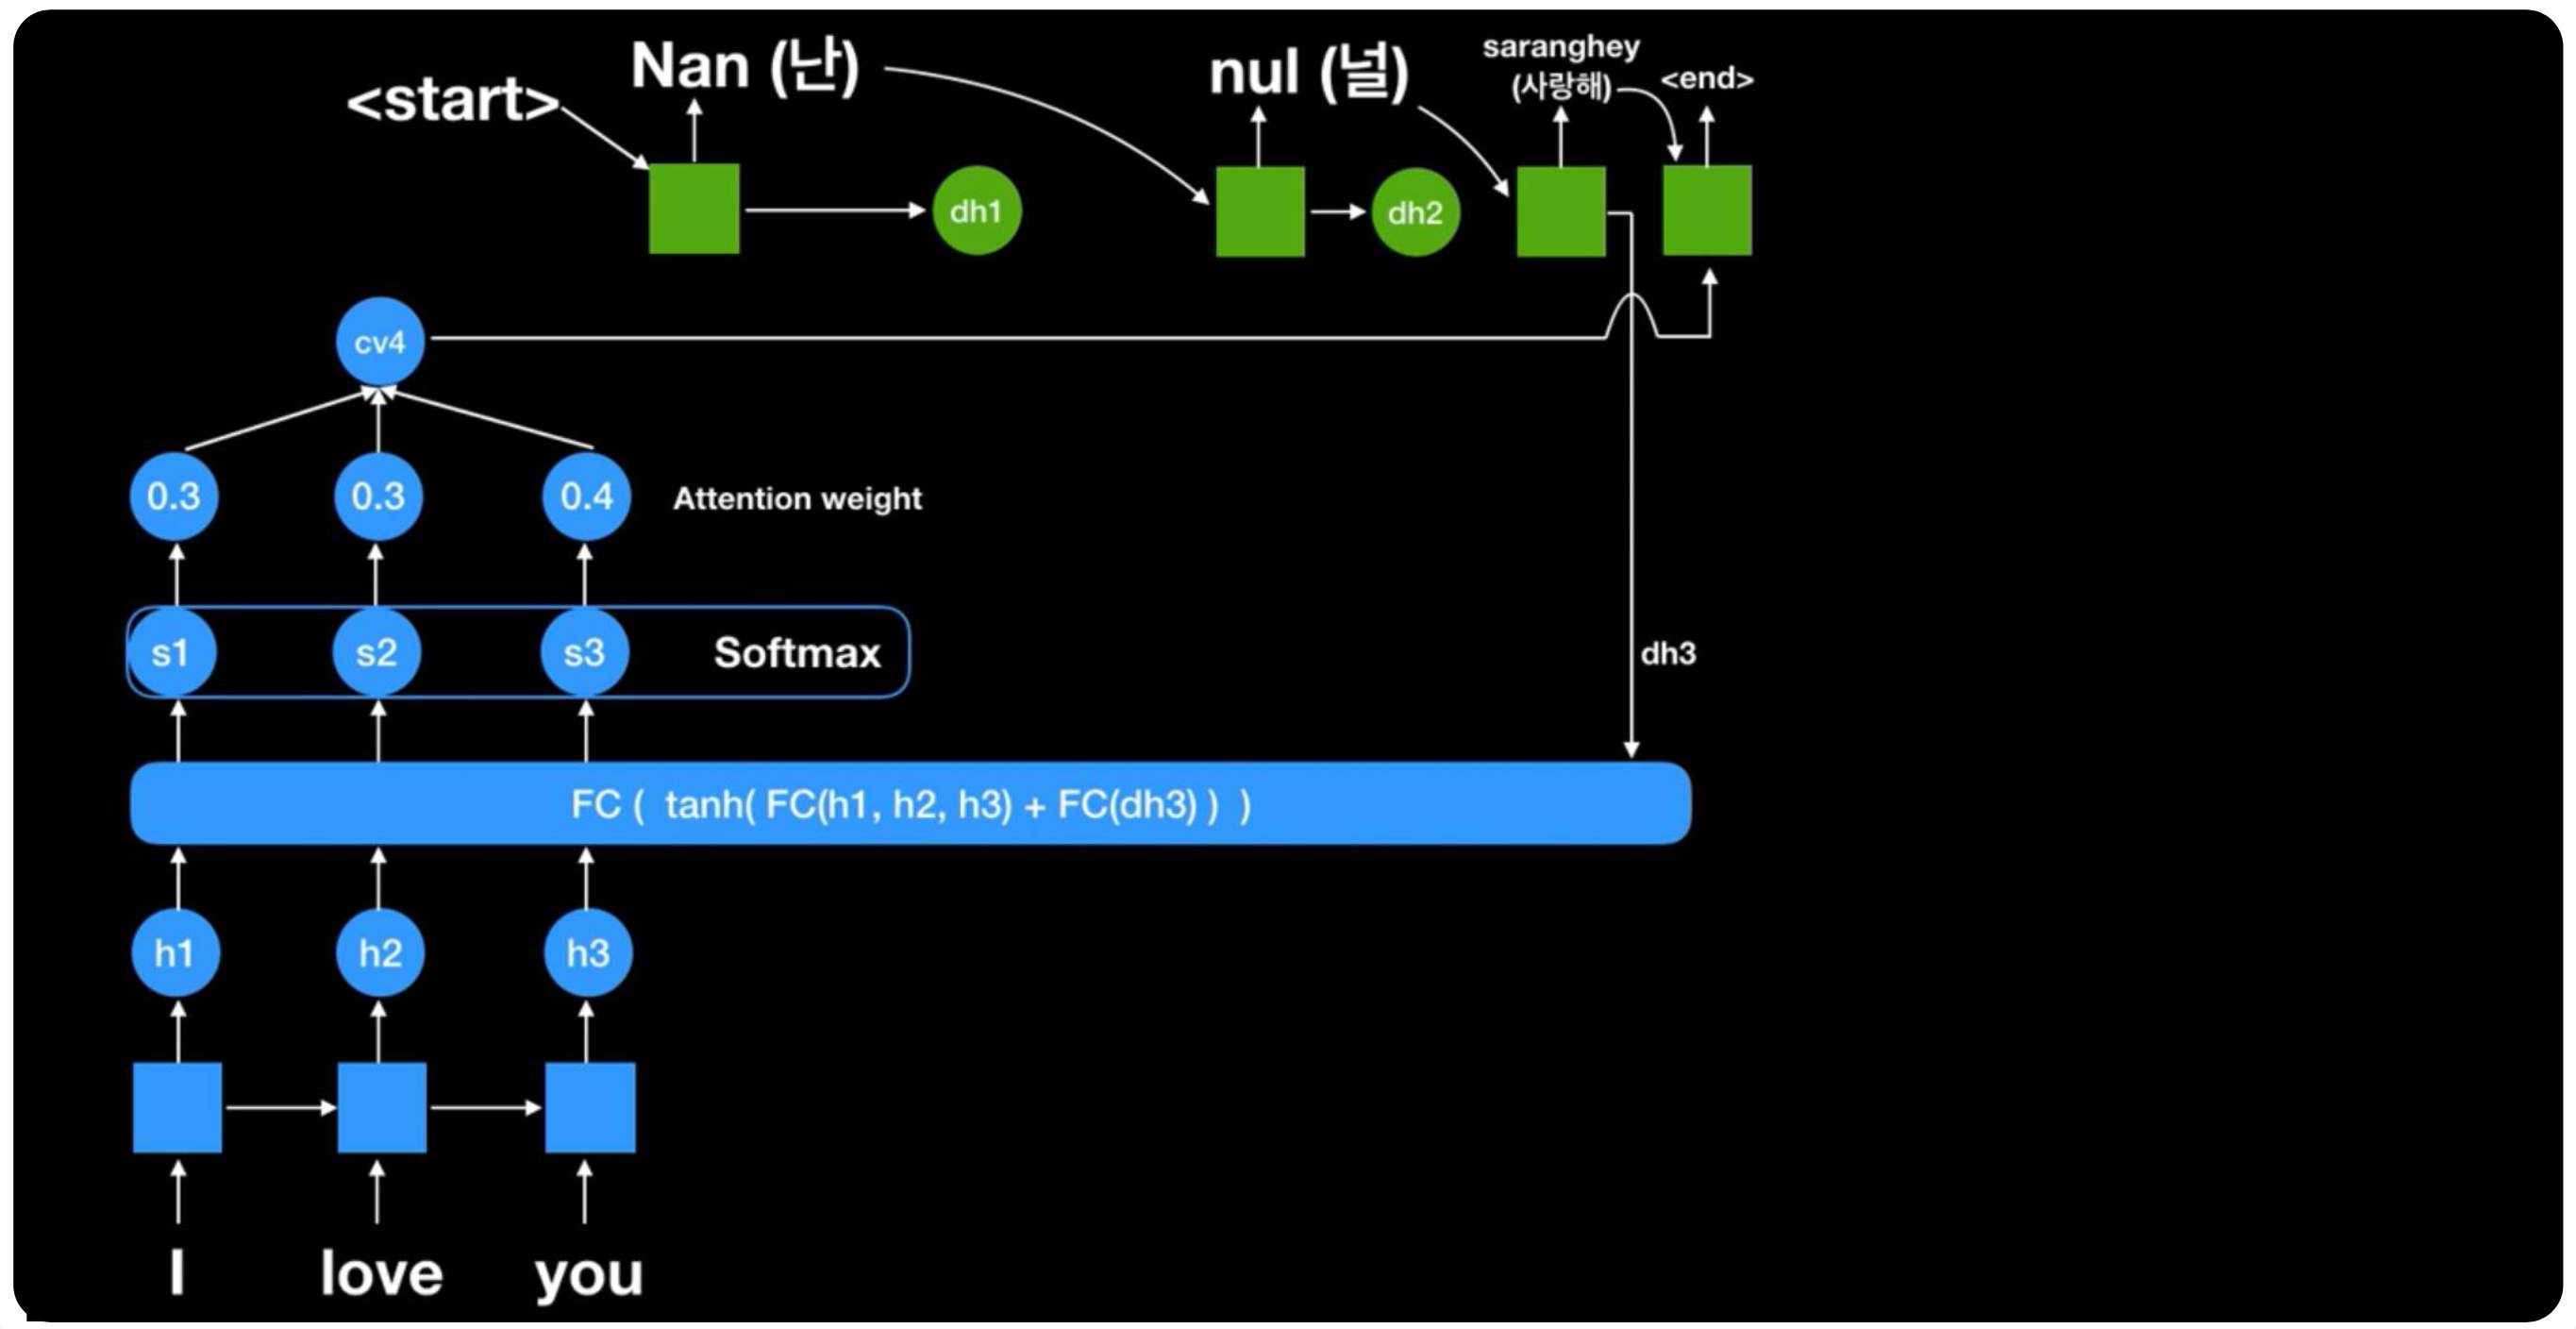 <start>
Nan (난)
nul (널)
saranghey
(사랑해)
<end>
dh1
dh2
cv4
0.3
0.3
0.4
Attention weight
s1
s2
s3
Softmax
dh3
FC ( tanh( FC(h1, h2, h3) + FC(dh3) ) )
h1
h2
h3
I
love
you